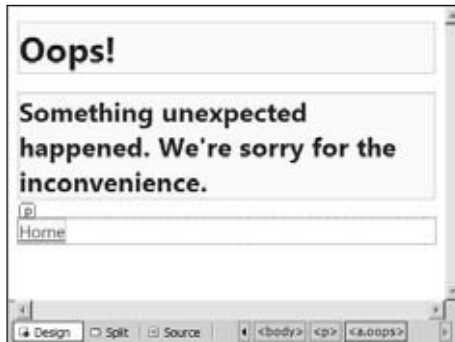 Oops!
Something unexpected
happened. We're sorry for the
inconvenience.
p
Home
Design Split Source <body> <p> <a.oops>